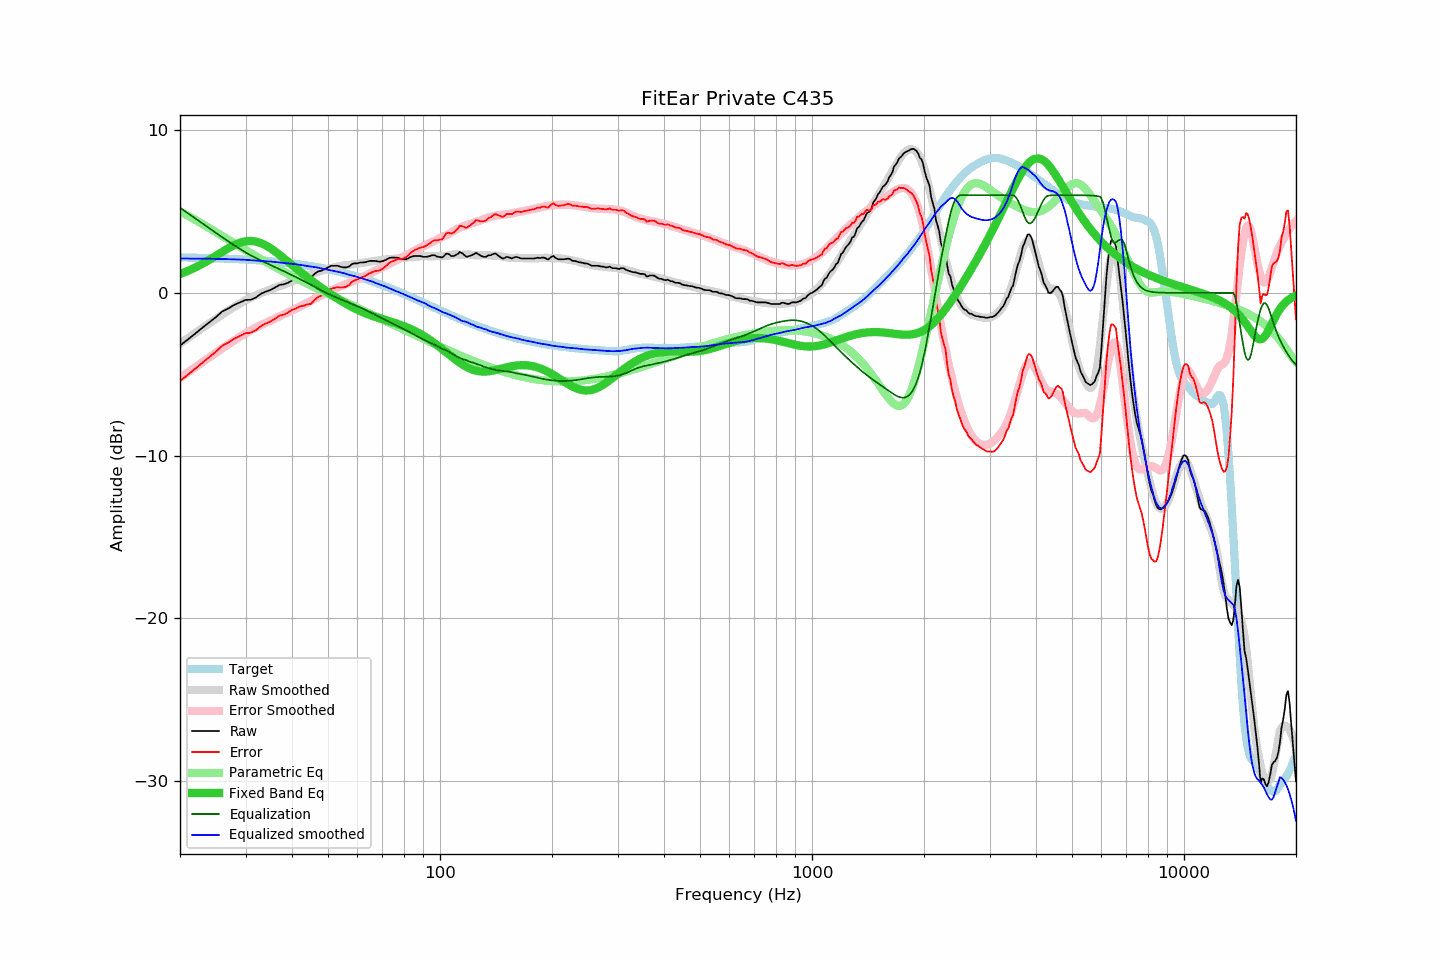 FitEar Private C435
10
0
−10
−20
−30
Amplitude (dBr)
Target
Raw Smoothed
Error Smoothed
Raw
Error
Parametric Eq
Fixed Band Eq
Equalization
Equalized smoothed
100
1000
10000
Frequency (Hz)